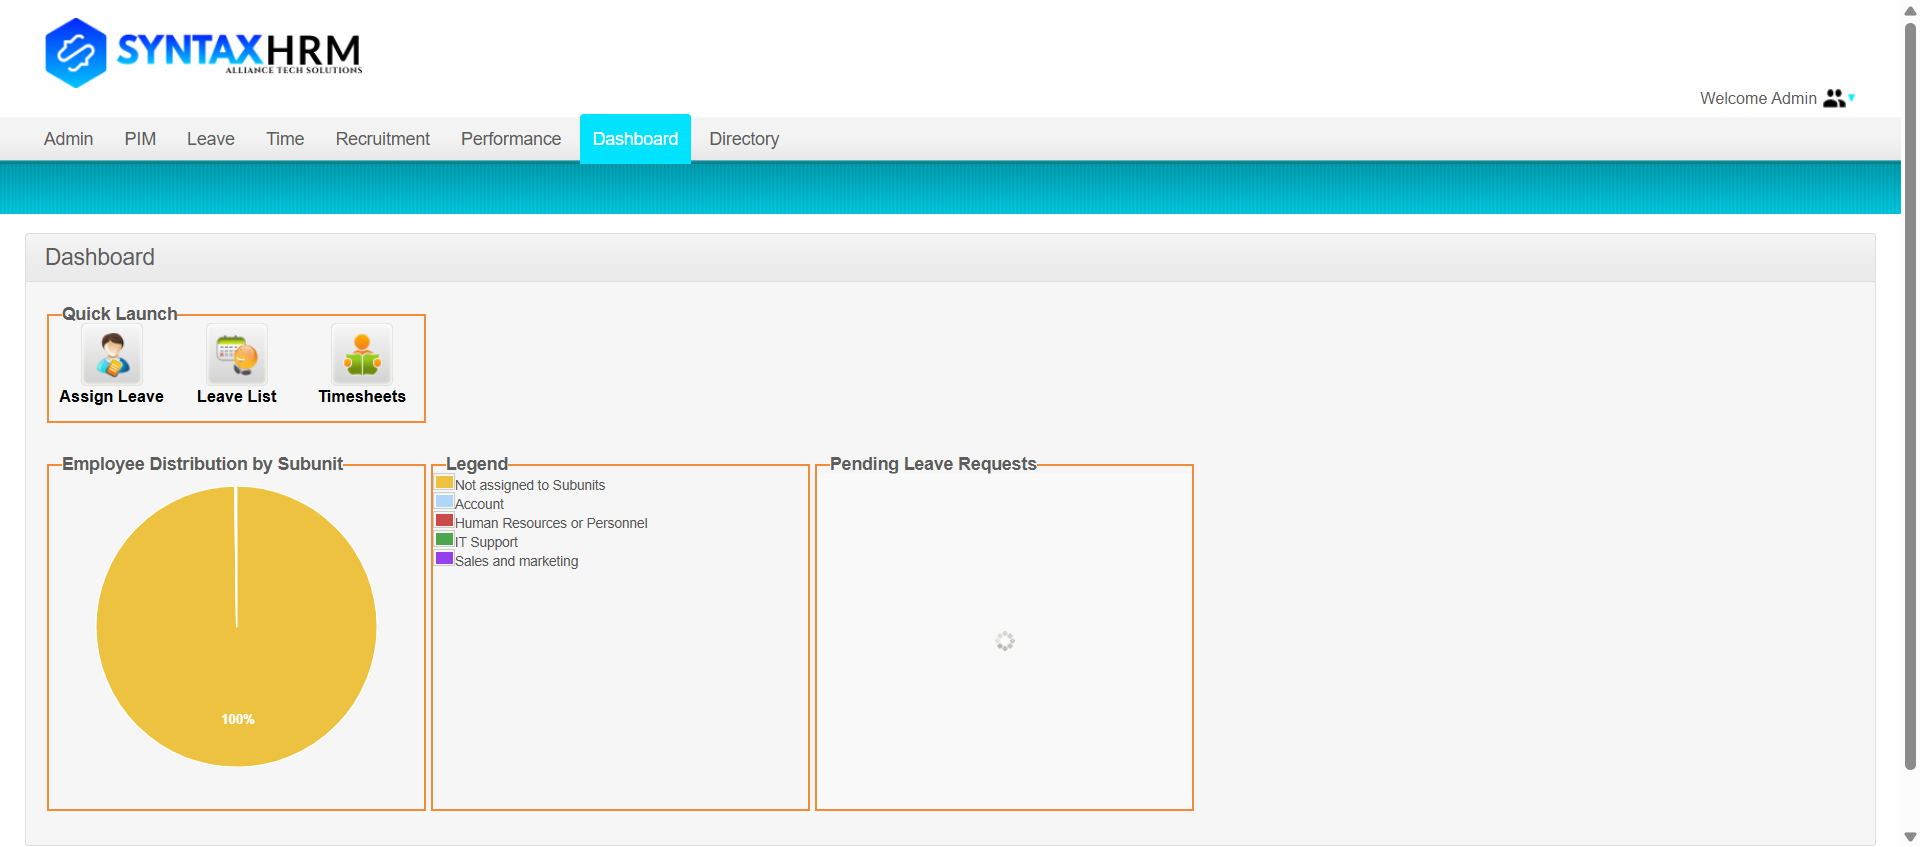 SYNTAXHRM
ALLIANCE TECH SOLUTIONS
Welcome Admin
Admin PIM Leave Time Recruitment Performance Dashboard Directory
Dashboard
Quick Launch
Assign Leave Leave List Timesheets
Employee Distribution by Subunit
100%
Legend
Not assigned to Subunits
Account
Human Resources or Personnel
IT Support
Sales and marketing
Pending Leave Requests